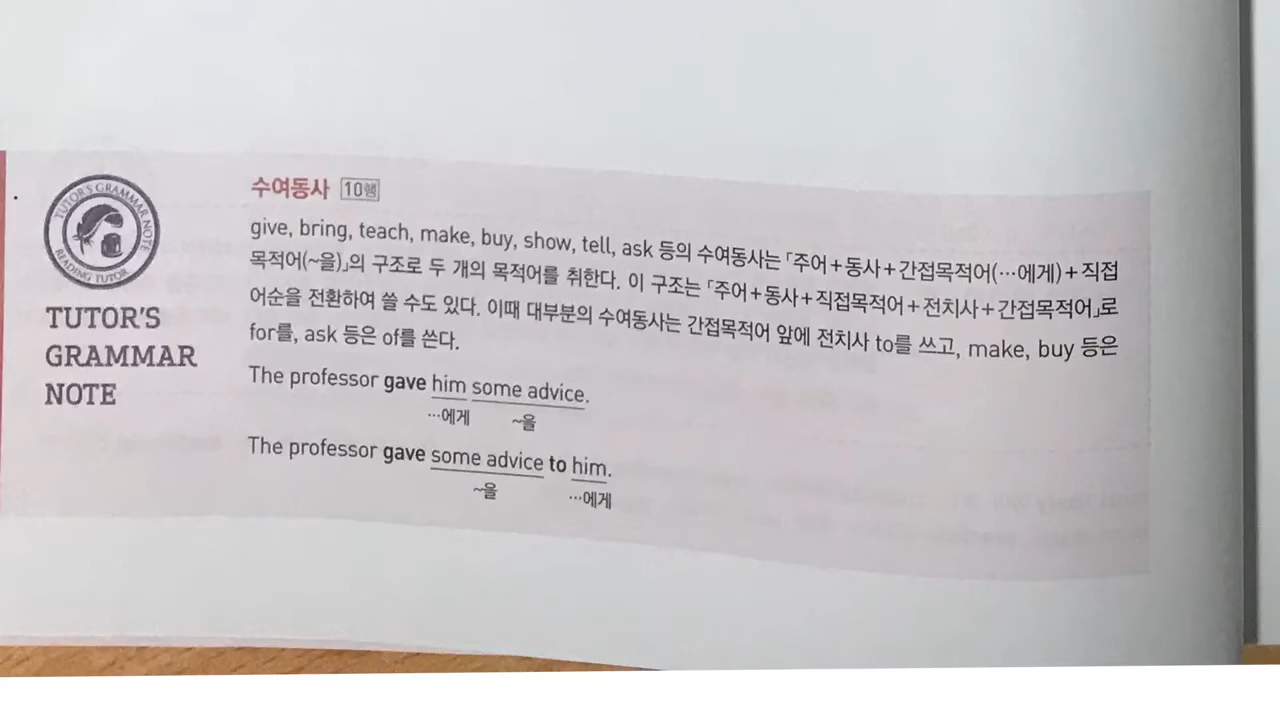 TUTOR'S GRAMMAR NOTE
READING TUTOR
TUTOR'S
GRAMMAR
NOTE
수여동사 10행
give, bring, teach, make, buy, show, tell, ask 등의 수여동사는 「주어+동사+간접목적어(…에게)+직접
목적어(~을)」의 구조로 두 개의 목적어를 취한다. 이 구조는 「주어+동사+직접목적어+전치사+간접목적어」로
어순을 전환하여 쓸 수도 있다. 이때 대부분의 수여동사는 간접목적어 앞에 전치사 to를 쓰고, make, buy 등은
for를, ask 등은 of를 쓴다.
The professor gave him some advice.
…에게 ~을
The professor gave some advice to him.
~을 …에게